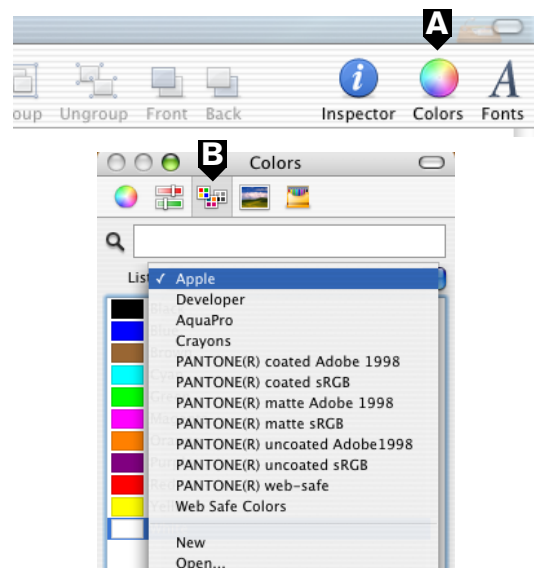 A
oup Ungroup Front Back Inspector Colors Fonts
B
Colors
List
✓ Apple
Developer
AquaPro
Crayons
PANTONE(R) coated Adobe 1998
PANTONE(R) coated sRGB
PANTONE(R) matte Adobe 1998
PANTONE(R) matte sRGB
PANTONE(R) uncoated Adobe1998
PANTONE(R) uncoated sRGB
PANTONE(R) web-safe
Web Safe Colors
New
Open...